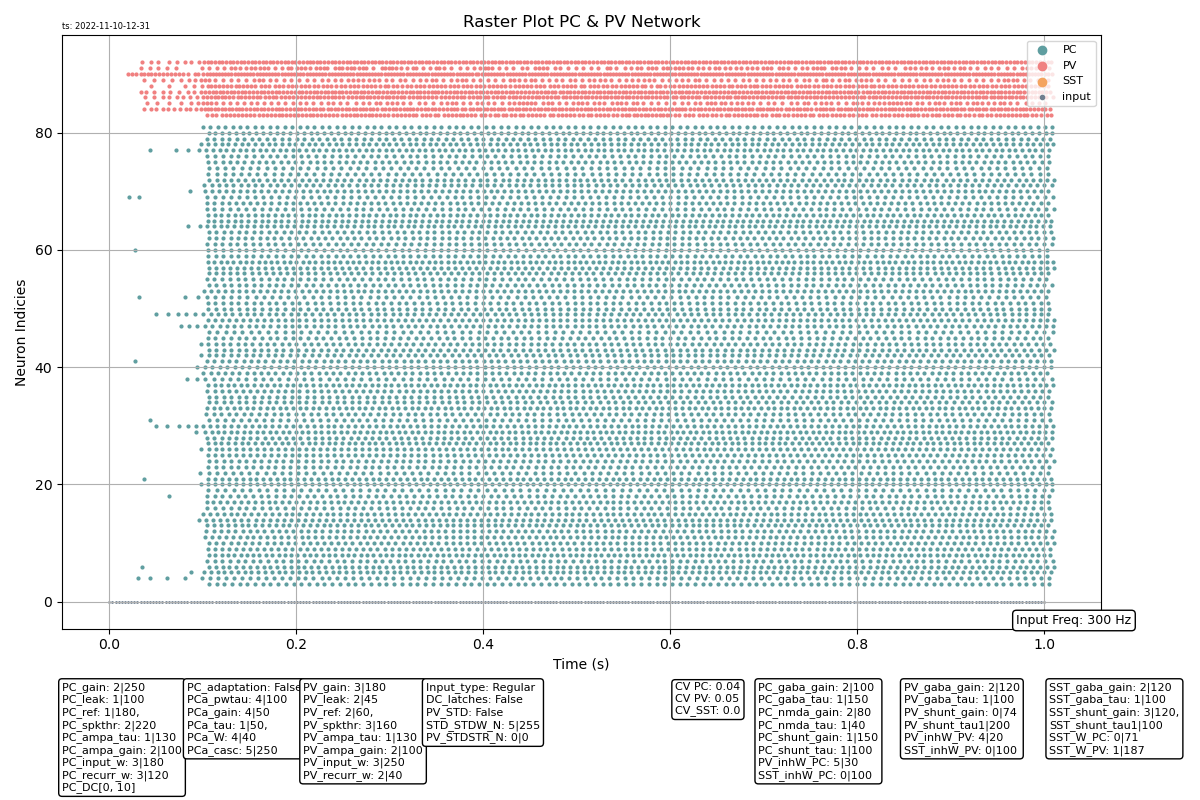 ts: 2022-11-10-12-31
Raster Plot PC & PV Network
PC
PV
SST
input
Neuron Indicies
80
60
40
20
0
0.0 0.2 0.4 0.6 0.8 1.0
Input Freq: 300 Hz
Time (s)
PC_gain: 2|250
PC_leak: 1|100
PC_ref: 1|180,
PC_spkthr: 2|220
PC_ampa_tau: 1|130
PC_ampa_gain: 2|100
PC_input_w: 3|180
PC_recurr_w: 3|120
PC_DC[0, 10]
PC_adaptation: False
PCa_pwtau: 4|100
PCa_gain: 4|50
PCa_tau: 1|50,
PCa_W: 4|40
PCa_casc: 5|250
PV_gain: 3|180
PV_leak: 2|45
PV_ref: 2|60,
PV_spkthr: 3|160
PV_ampa_tau: 1|130
PV_ampa_gain: 2|100
PV_input_w: 3|250
PV_recurr_w: 2|40
Input_type: Regular
DC_latches: False
PV_STD: False
STD_STDW_N: 5|255
PV_STDSTR_N: 0|0
CV PC: 0.04
CV PV: 0.05
CV_SST: 0.0
PC_gaba_gain: 2|100
PC_gaba_tau: 1|150
PC_nmda_gain: 2|80
PC_nmda_tau: 1|40
PC_shunt_gain: 1|150
PC_shunt_tau: 1|100
PV_inhW_PC: 5|30
SST_inhW_PC: 0|100
PV_gaba_gain: 2|120
PV_gaba_tau: 1|100
PV_shunt_gain: 0|74
PV_shunt_tau1|200
PV_inhW_PV: 4|20
SST_inhW_PV: 0|100
SST_gaba_gain: 2|120
SST_gaba_tau: 1|100
SST_shunt_gain: 3|120,
SST_shunt_tau1|100
SST_W_PC: 0|71
SST_W_PV: 1|187